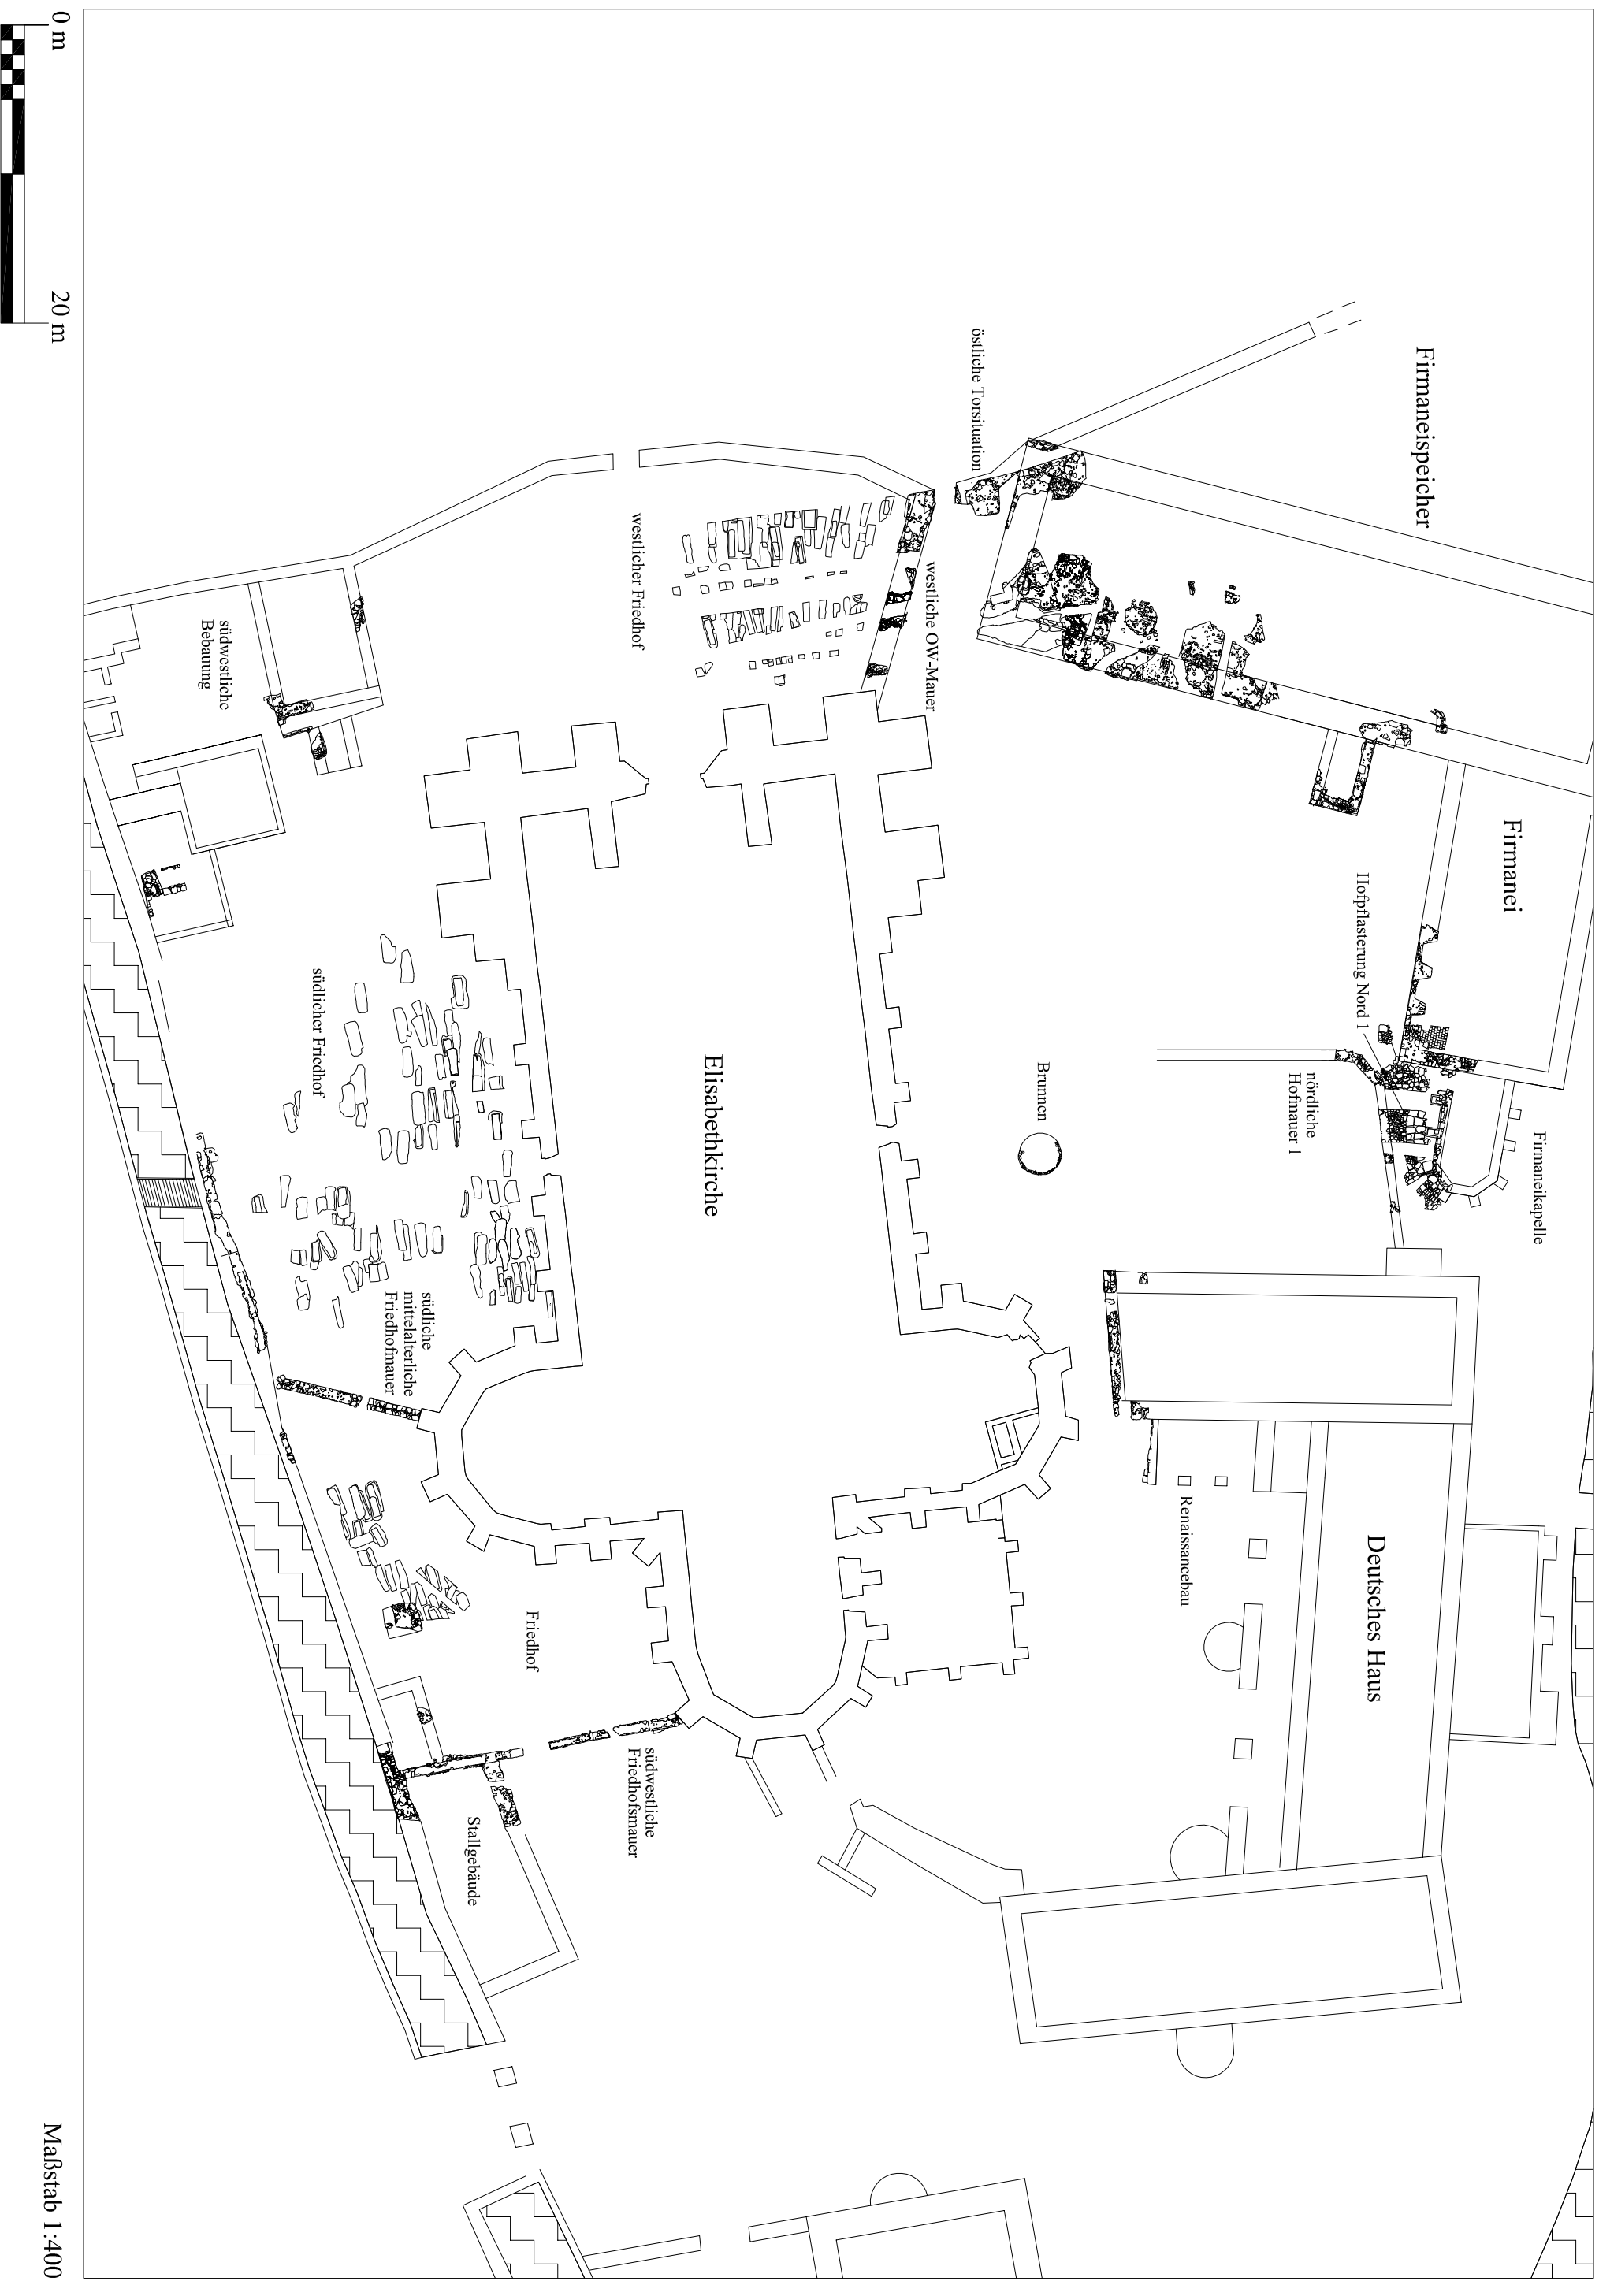 Firmaneispeicher
Firmanei
Firmaneikapelle
Hofpflasterung Nord 1
nördliche
Hofmauer 1
Deutsches Haus
Renaissancebau
Brunnen
östliche Torsituation
westliche OW-Mauer
Elisabethkirche
westlicher Friedhof
südwestliche
Friedhofsmauer
Friedhof
Stallgebäude
südliche
mittelalterliche
Friedhofmauer
südlicher Friedhof
südwestliche
Bebauung
0 m
20 m
Maßstab 1:400